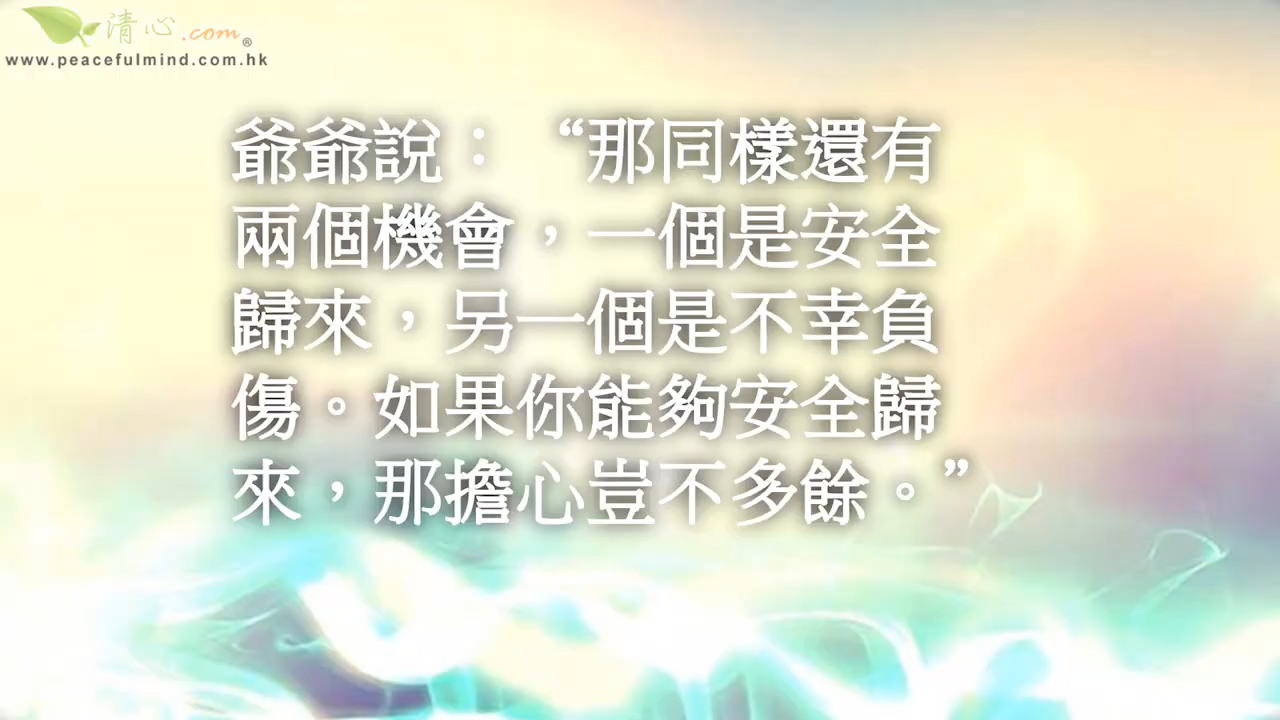 清心.com®
www.peacefulmind.com.hk
爺爺說：“那同樣還有
兩個機會，一個是安全
歸來，另一個是不幸負
傷。如果你能夠安全歸
來，那擔心豈不多餘。”